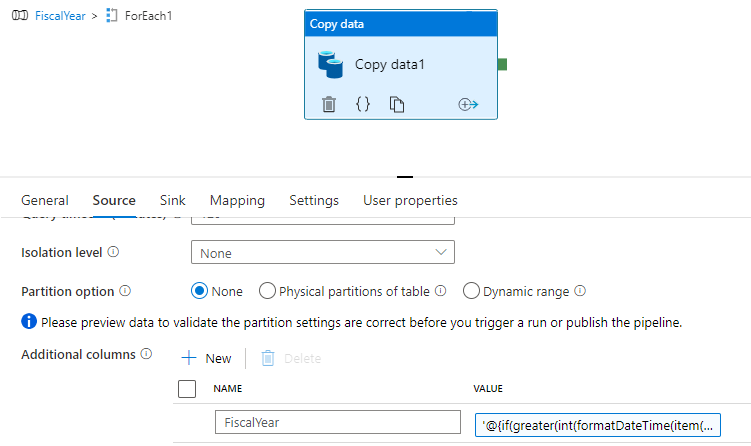 FiscalYear > ForEach1
Copy data
Copy data1
General Source Sink Mapping Settings User properties
Isolation level
None
Partition option
None Physical partitions of table Dynamic range
Please preview data to validate the partition settings are correct before you trigger a run or publish the pipeline.
Additional columns
New Delete
NAME VALUE
FiscalYear '@{if(greater(int(formatDateTime(item(...